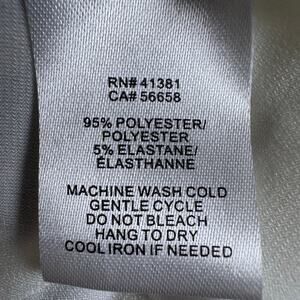 RN# 41381
CA# 56658
95% POLYESTER/
POLYESTER
5% ELASTANE/
ÉLASTHANNE
MACHINE WASH COLD
GENTLE CYCLE
DO NOT BLEACH
HANG TO DRY
COOL IRON IF NEEDED